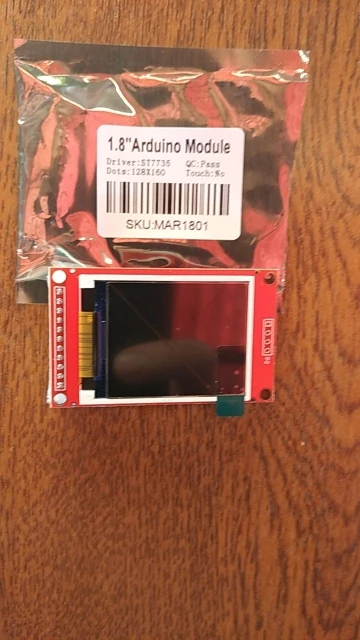 1.8"Arduino Module
Driver:ST7735 QC:Pass
Dots:128X160 Touch:No
SKU:MAR1801